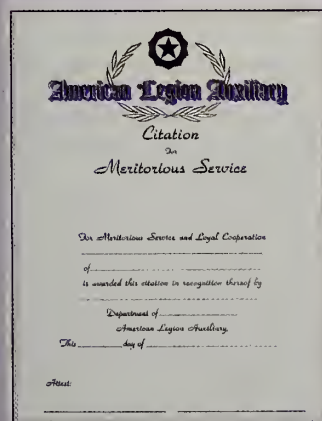 American Legion Auxiliary
Citation
For
Meritorious Service
For Meritorious Service and Loyal Cooperation
of
is awarded this citation in recognition thereof by
Department of
American Legion Auxiliary,
This day of
Attest: